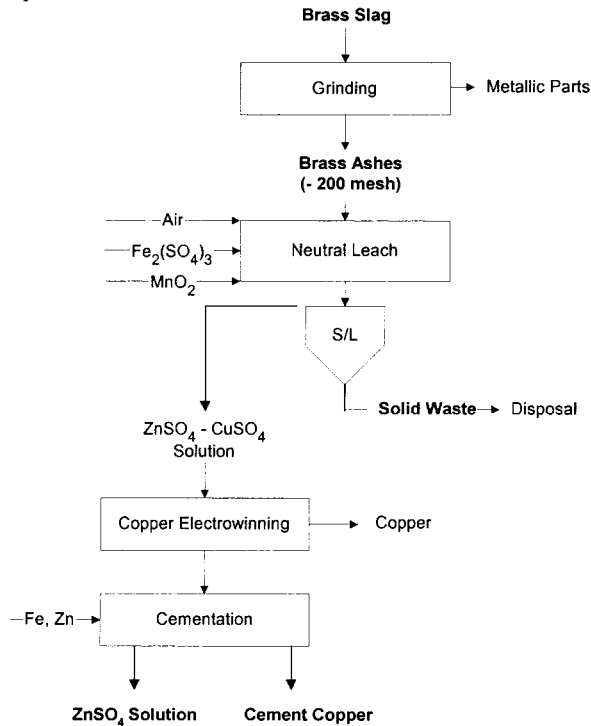 Brass Slag
Grinding
Metallic Parts
Brass Ashes
(- 200 mesh)
Air
Fe2(SO4)3
MnO2
Neutral Leach
S/L
Solid Waste
Disposal
ZnSO4 - CuSO4
Solution
Copper Electrowinning
Copper
Fe, Zn
Cementation
ZnSO4 Solution
Cement Copper